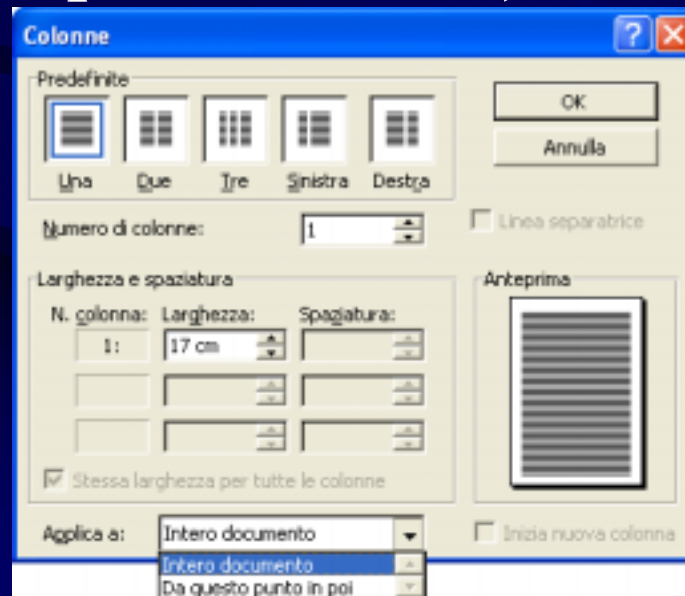 Colonne
Predefinite
Una Due Tre Sinistra Destra
OK
Annulla
Numero di colonne: 1
Linea separatrice
Larghezza e spaziatura
N. colonna: Larghezza: Spaziatura:
1: 17 cm
Stessa larghezza per tutte le colonne
Anteprima
Applica a: Intero documento
Inizia nuova colonna
Intero documento
Da questo punto in poi